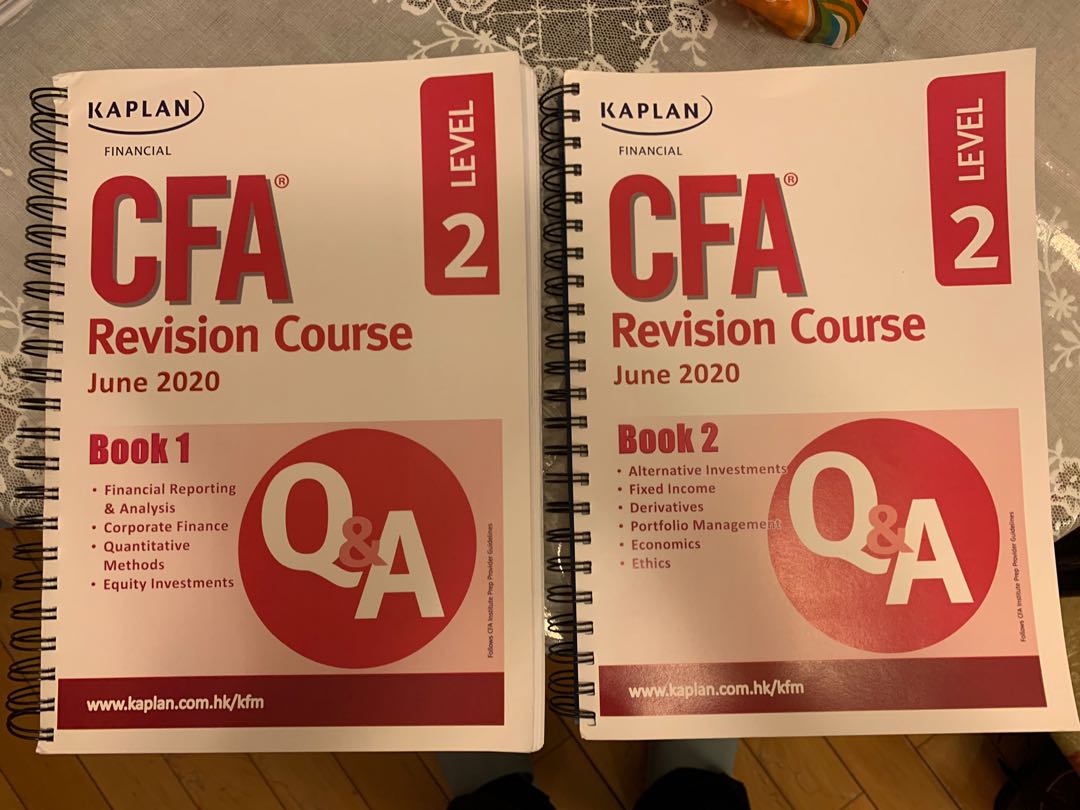 KAPLAN
FINANCIAL
LEVEL 2
CFA®
Revision Course
June 2020
Book 1
• Financial Reporting
& Analysis
• Corporate Finance
• Quantitative
Methods
• Equity Investments
Q&A
Follows CFA Institute Prep Provider Guidelines
www.kaplan.com.hk/kfm
KAPLAN
FINANCIAL
LEVEL 2
CFA®
Revision Course
June 2020
Book 2
• Alternative Investments
• Fixed Income
• Derivatives
• Portfolio Management
• Economics
• Ethics
Q&A
Follows CFA Institute Prep Provider Guidelines
www.kaplan.com.hk/kfm